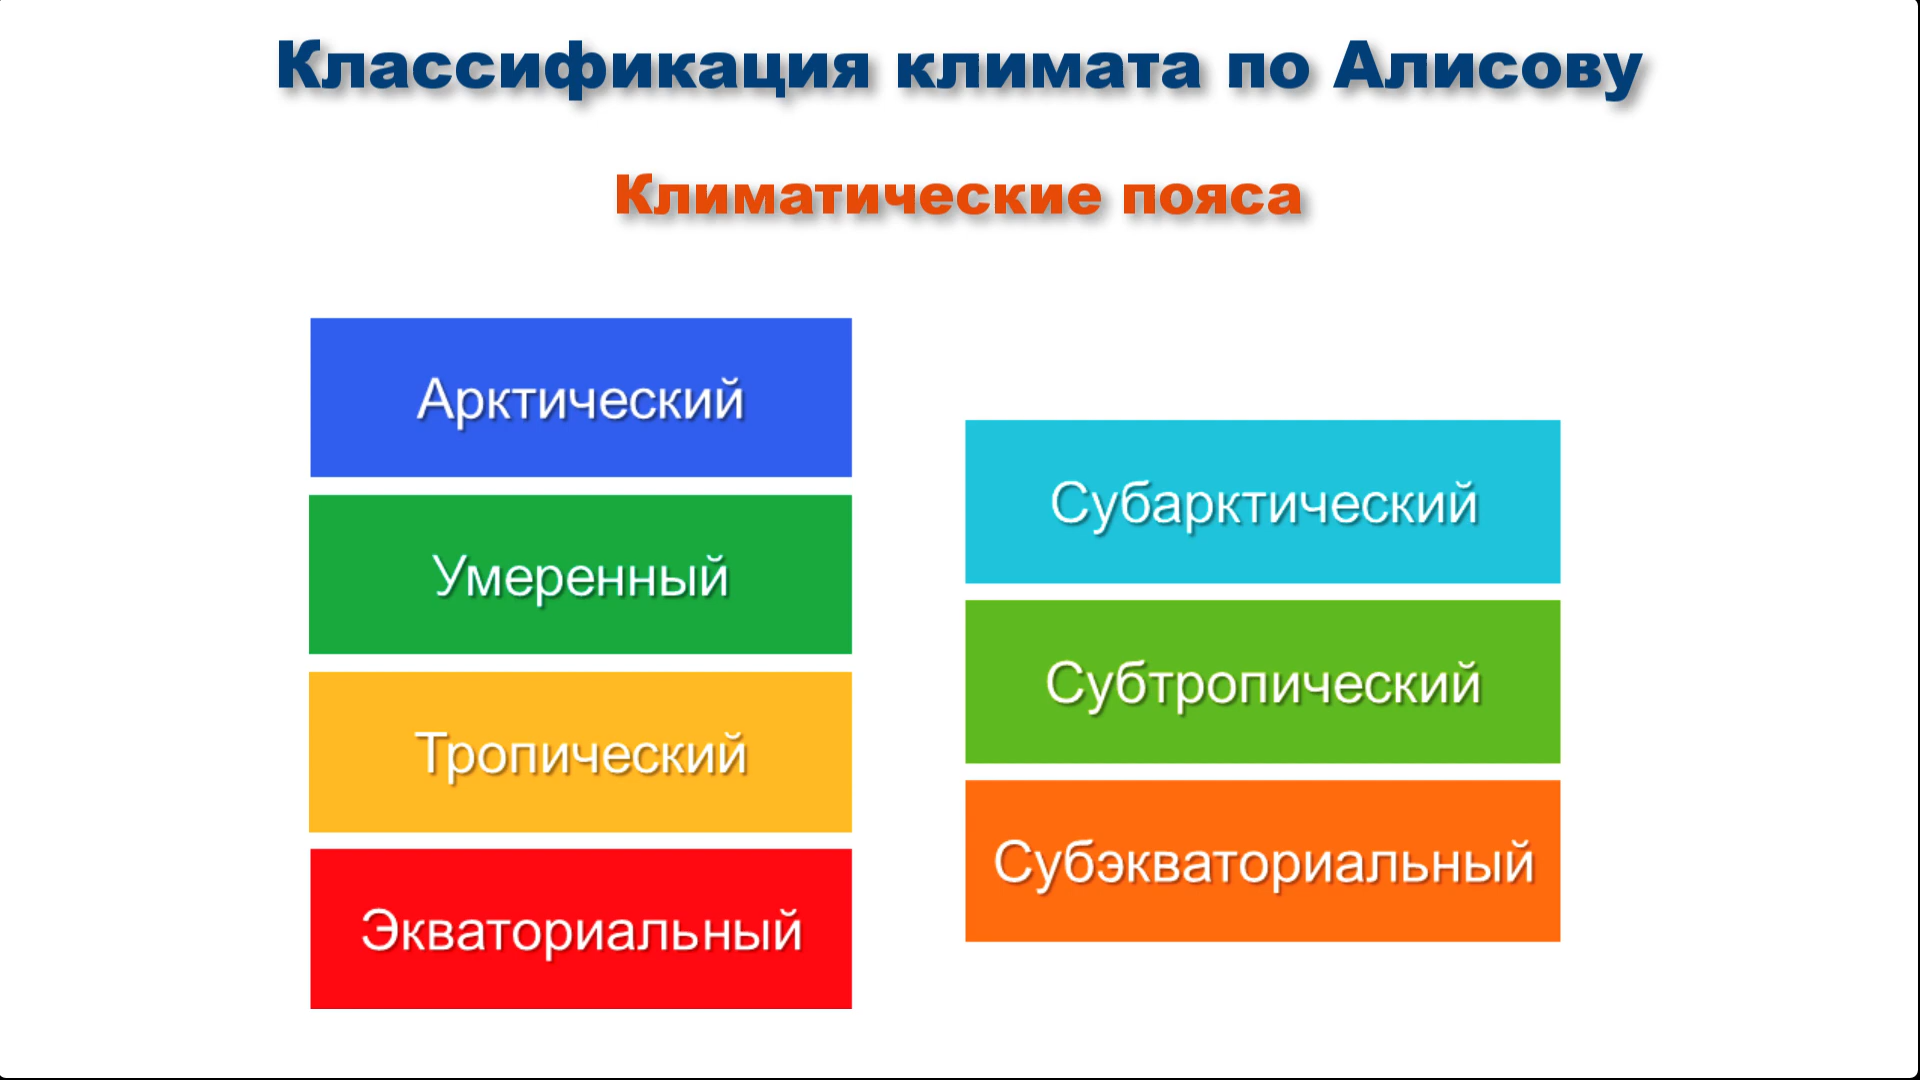 Классификация климата по Алисову
Климатические пояса
Арктический
Умеренный
Тропический
Экваториальный
Субарктический
Субтропический
Субэкваториальный